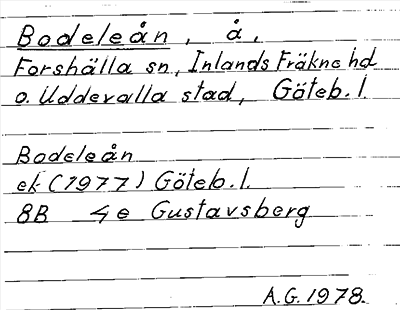 Bodeleån, å,
Forshälla sn, Inlands Fräkne hd
o. Uddevalla stad, Göteb. l.
Bodeleån
ek (1977) Göteb. l.
8B 4e Gustavsberg
A.G. 1978.